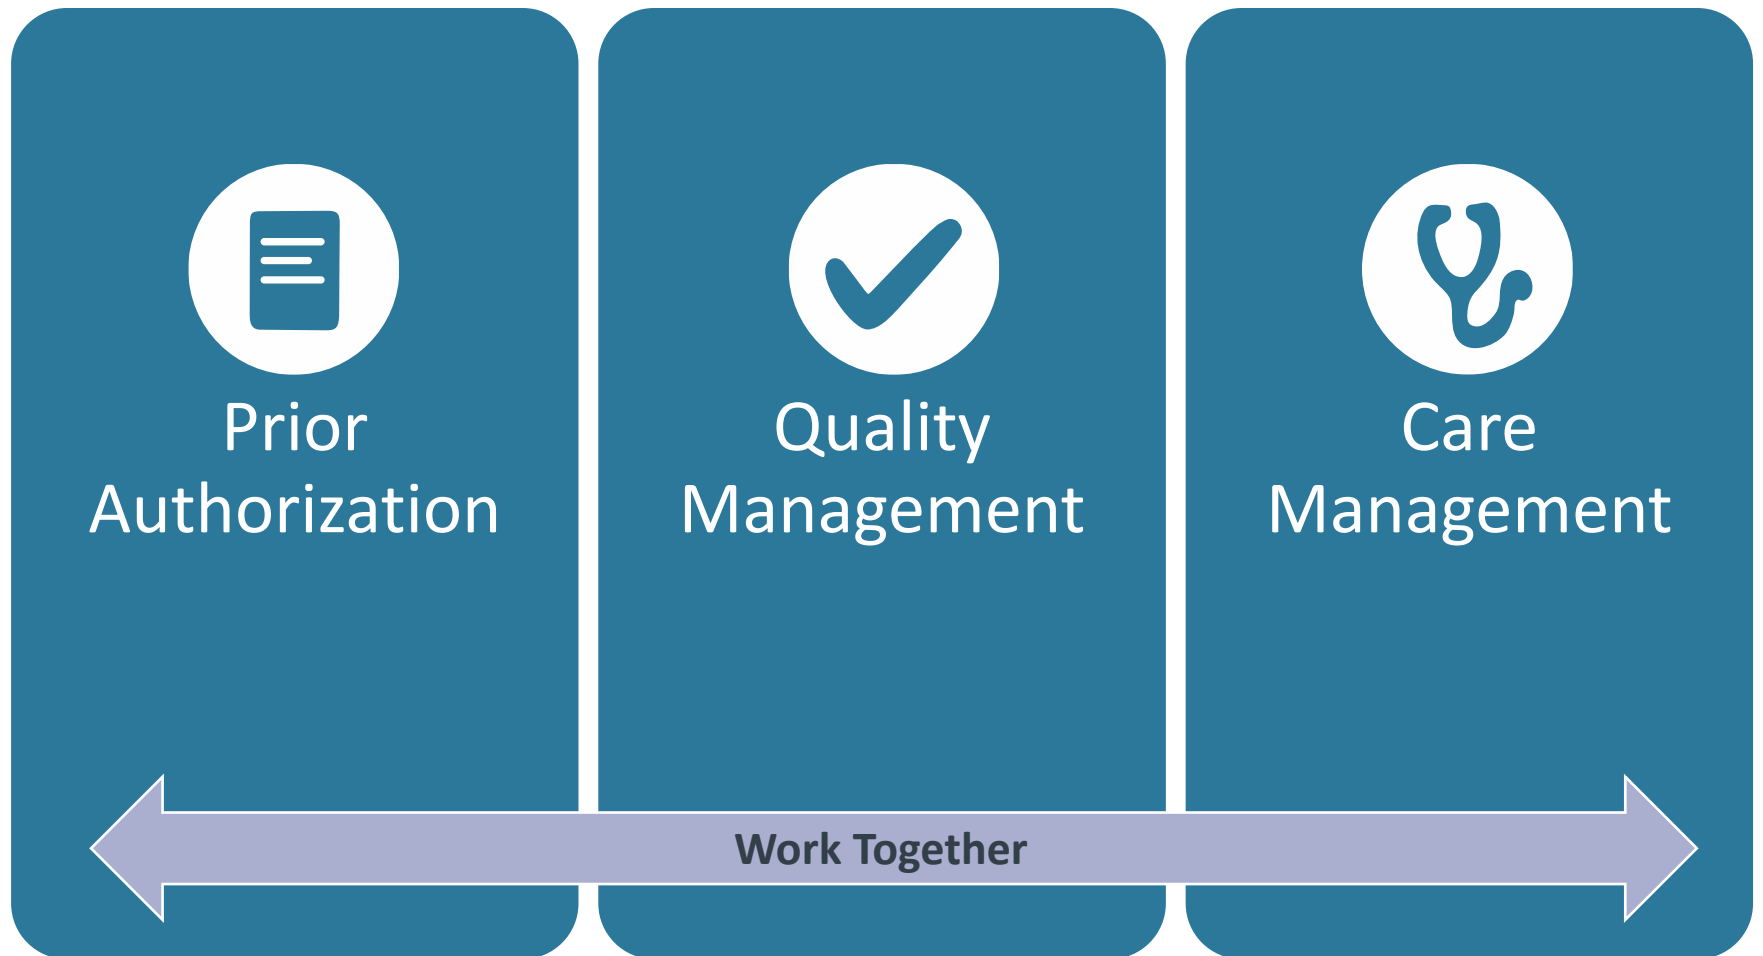 Prior
Authorization
Quality
Management
Care
Management
Work Together